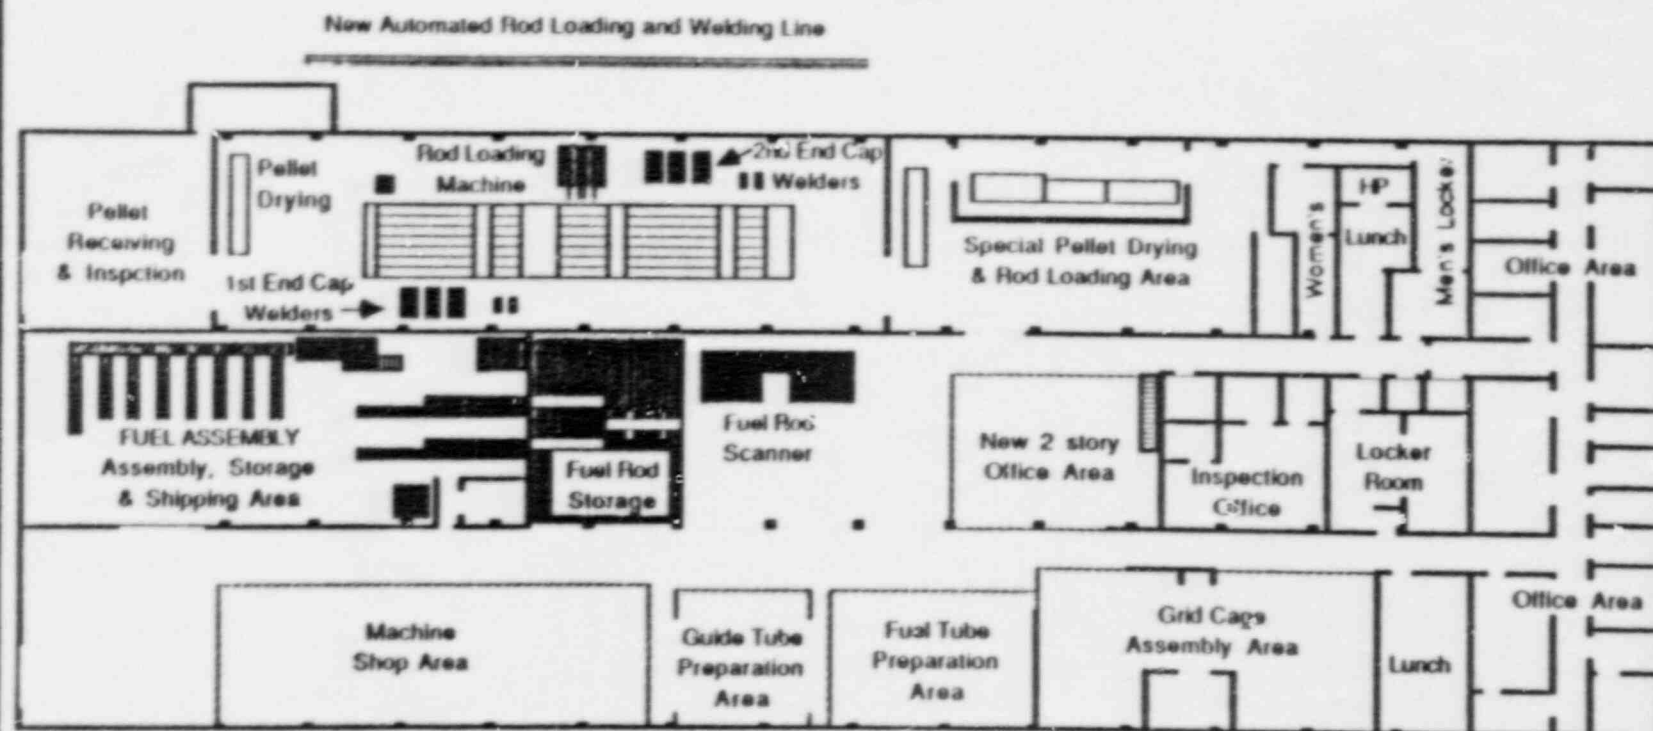 New Automated Rod Loading and Welding Line
Pellet
Drying
Rod Loading
Machine
2nd End Cap
Welders
Pellet
Receiving
& Inspction
1st End Cap
Welders
Special Pellet Drying
& Rod Loading Area
Women's
HP
Lunch
Men's Locker
Office Area
FUEL ASSEMBLY
Assembly, Storage
& Shipping Area
Fuel Rod
Storage
Fuel Rod
Scanner
New 2 story
Office Area
Inspection
Office
Locker
Room
Machine
Shop Area
Guide Tube
Preparation
Area
Fuel Tube
Preparation
Area
Grid Cage
Assembly Area
Lunch
Office Area